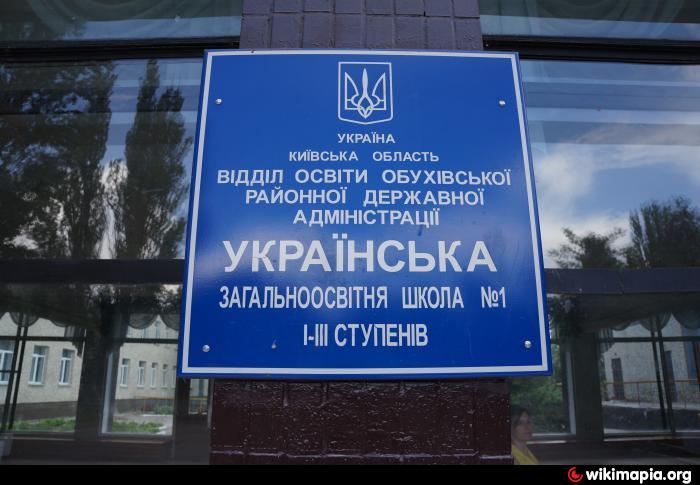 УКРАЇНА
КИЇВСЬКА ОБЛАСТЬ
ВІДДІЛ ОСВІТИ ОБУХІВСЬКОЇ
РАЙОННОЇ ДЕРЖАВНОЇ
АДМІНІСТРАЦІЇ
УКРАЇНСЬКА
ЗАГАЛЬНООСВІТНЯ ШКОЛА №1
І-ІІІ СТУПЕНІВ
wikimapia.org